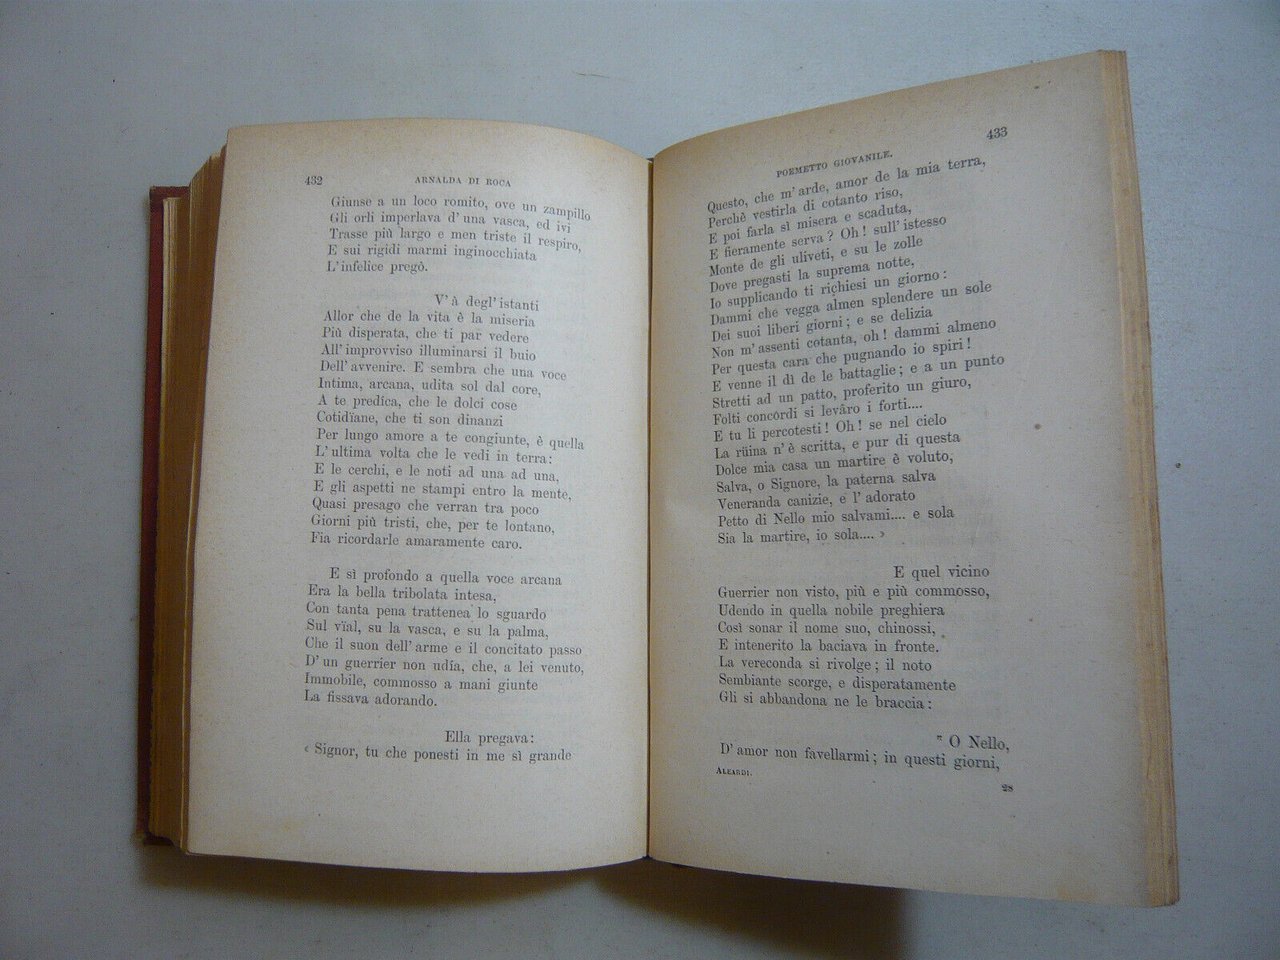 432
ARNALDA DI ROCA
Giunse a un loco romito, ove un zampillo
Gli orli imperlava d'una vasca, ed ivi
Trasse più largo e men triste il respiro,
E sui rigidi marmi inginocchiata
L'infelice pregò.
V'à degl'istanti
Allor che de la vita è la miseria
Più disperata, che ti par vedere
All'improvviso illuminarsi il buio
Dell'avvenire. E sembra che una voce
Intima, arcana, udita sol dal core,
A te predica, che le dolci cose
Cotidïane, che ti son dinanzi
Per lungo amore a te congiunte, è quella
L'ultima volta che le vedi in terra:
E le cerchi, e le noti ad una ad una,
E gli aspetti ne stampi entro la mente,
Quasi presago che verran tra poco
Giorni più tristi, che, per te lontano,
Fia ricordarle amaramente caro.
E sì profondo a quella voce arcana
Era la bella tribolata intesa,
Con tanta pena trattenea lo sguardo
Sul vïal, su la vasca, e su la palma,
Che il suon dell'arme e il concitato passo
D'un guerrier non udía, che, a lei venuto,
Immobile, commosso a mani giunte
La fissava adorando.
Ella pregava:
‹ Signor, tu che ponesti in me sì grande
POEMETTO GIOVANILE.
433
Questo, che m'arde, amor de la mia terra,
Perchè vestirla di cotanto riso,
E poi farla sì misera e scaduta,
E fieramente serva? Oh! sull'istesso
Monte de gli uliveti, e su le zolle
Dove pregasti la suprema notte,
Io supplicando ti richiesi un giorno:
Dammi che vegga almen splendere un sole
Dei suoi liberi giorni; e se delizia
Non m'assenti cotanta, oh! dammi almeno
Per questa cara che pugnando io spiri!
E venne il dì de le battaglie; e a un punto
Stretti ad un patto, proferito un giuro,
Folti concordi si levâro i forti....
E tu li percotesti! Oh! se nel cielo
La rüina n'è scritta, e pur di questa
Dolce mia casa un martire è voluto,
Salva, o Signore, la paterna salva
Veneranda canizie, e l'adorato
Petto di Nello mio salvami.... e sola
Sia la martire, io sola.... ›
E quel vicino
Guerrier non visto, più e più commosso,
Udendo in quella nobile preghiera
Così sonar il nome suo, chinossi,
E intenerito la baciava in fronte.
La vereconda si rivolge; il noto
Sembiante scorge, e disperatamente
Gli si abbandona ne le braccia:
" O Nello,
D'amor non favellarmi; in questi giorni,
ALEARDI.
28